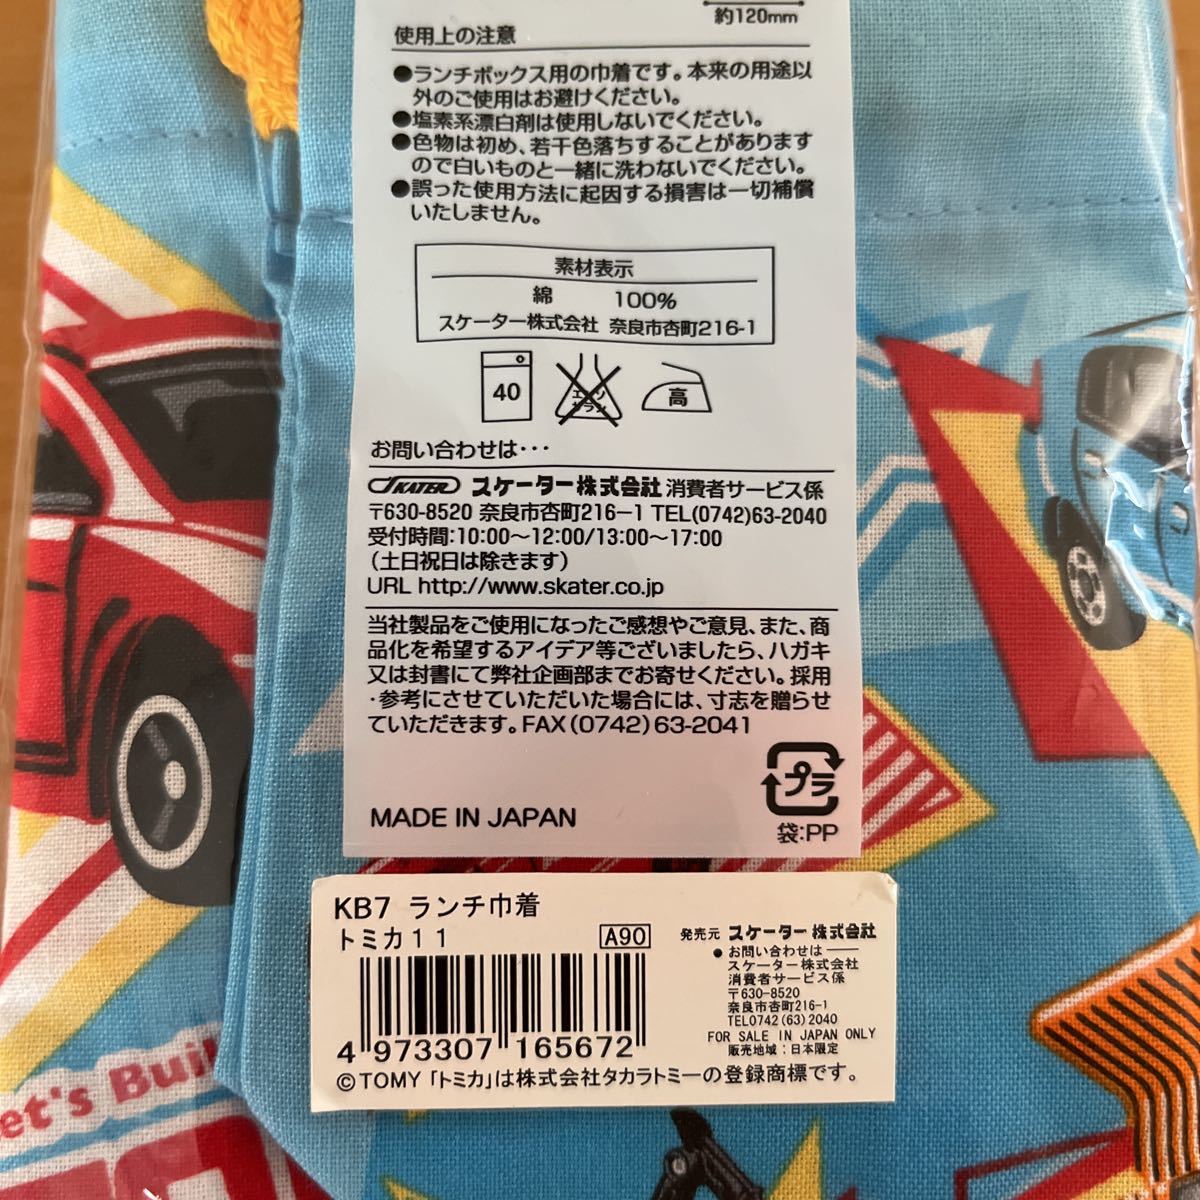 約120mm
使用上の注意
●ランチボックス用の巾着です。本来の用途以
外のご使用はお避けください。
●塩素系漂白剤は使用しないでください。
●色物は初め、若干色落ちすることがあります
ので白いものと一緒に洗わないでください。
●誤った使用方法に起因する損害は一切補償
いたしません。
素材表示
綿 100%
スケーター株式会社 奈良市杏町216-1
40
エンソ
サラシ
高
お問い合わせは・・・
SKATER スケーター株式会社 消費者サービス係
〒630-8520 奈良市杏町216-1 TEL(0742)63-2040
受付時間:10:00〜12:00/13:00〜17:00
(土日祝日は除きます)
URL http://www.skater.co.jp
当社製品をご使用になったご感想やご意見、また、商
品化を希望するアイデア等ございましたら、ハガキ
又は封書にて弊社企画部までお寄せください。採用
・参考にさせていただいた場合には、寸志を贈らせ
ていただきます。FAX(0742)63-2041
プラ
MADE IN JAPAN
袋:PP
KB7 ランチ巾着
トミカ11
A90
4 973307 165672
発売元 スケーター株式会社
●お問い合わせは
スケーター株式会社
消費者サービス係
〒630-8520
奈良市杏町216-1
TEL0742(63)2040
FOR SALE IN JAPAN ONLY
販売地域:日本限定
©TOMY 「トミカ」は株式会社タカラトミーの登録商標です。
et's Buil